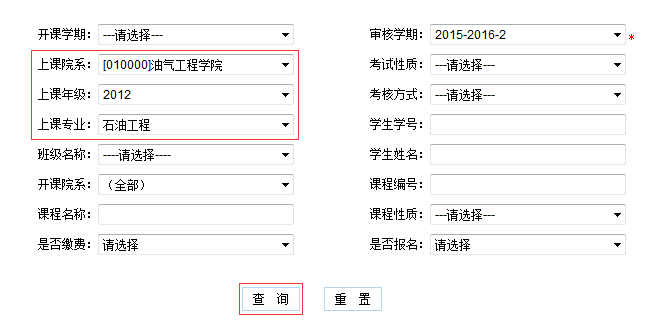 开课学期： ---请选择--- 审核学期： 2015-2016-2 *
上课院系： [010000]油气工程学院 考试性质： ---请选择---
上课年级： 2012 考核方式： ---请选择---
上课专业： 石油工程 学生学号：
班级名称： ----请选择---- 学生姓名：
开课院系： （全部） 课程编号：
课程名称： 课程性质： ---请选择---
是否缴费： 请选择 是否报名： 请选择
查 询 重 置